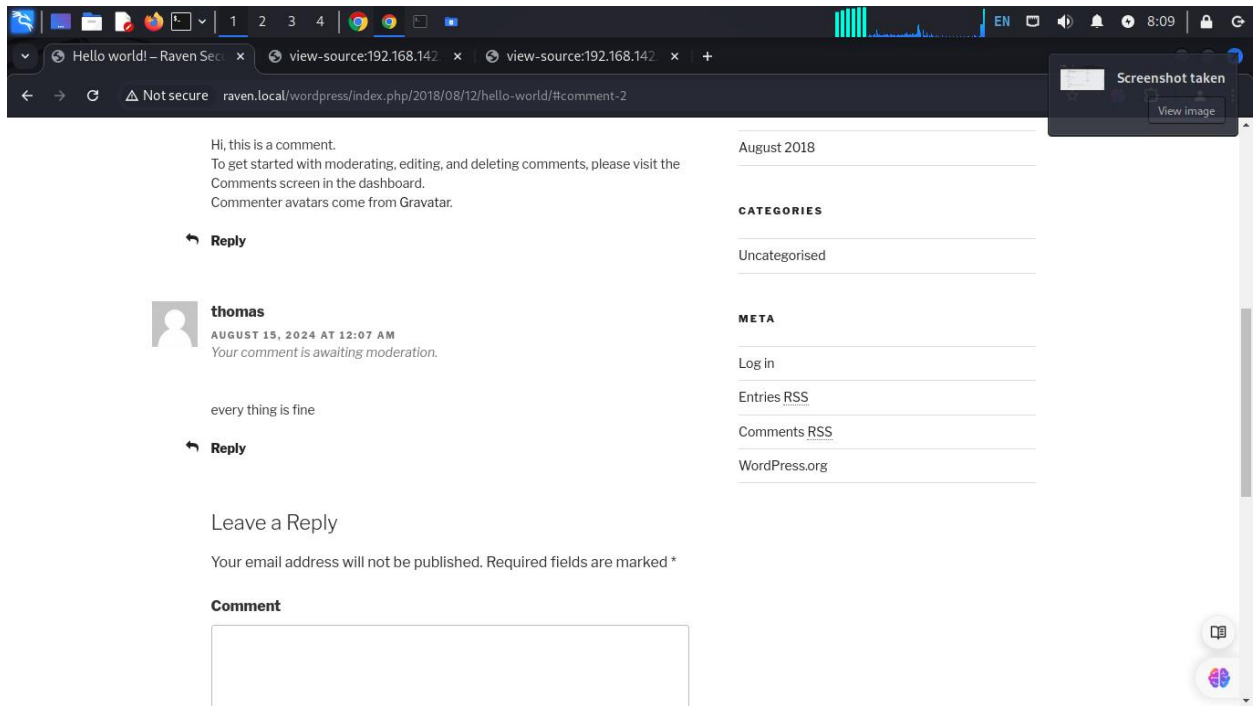 1 2 3 4 EN 8:09
Hello world! – Raven Sec
view-source:192.168.142.
view-source:192.168.142.
Screenshot taken
View image
Not secure raven.local/wordpress/index.php/2018/08/12/hello-world/#comment-2
Hi, this is a comment.
To get started with moderating, editing, and deleting comments, please visit the
Comments screen in the dashboard.
Commenter avatars come from Gravatar.
Reply
thomas
AUGUST 15, 2024 AT 12:07 AM
Your comment is awaiting moderation.
every thing is fine
Reply
Leave a Reply
Your email address will not be published. Required fields are marked *
Comment
August 2018
CATEGORIES
Uncategorised
META
Log in
Entries RSS
Comments RSS
WordPress.org